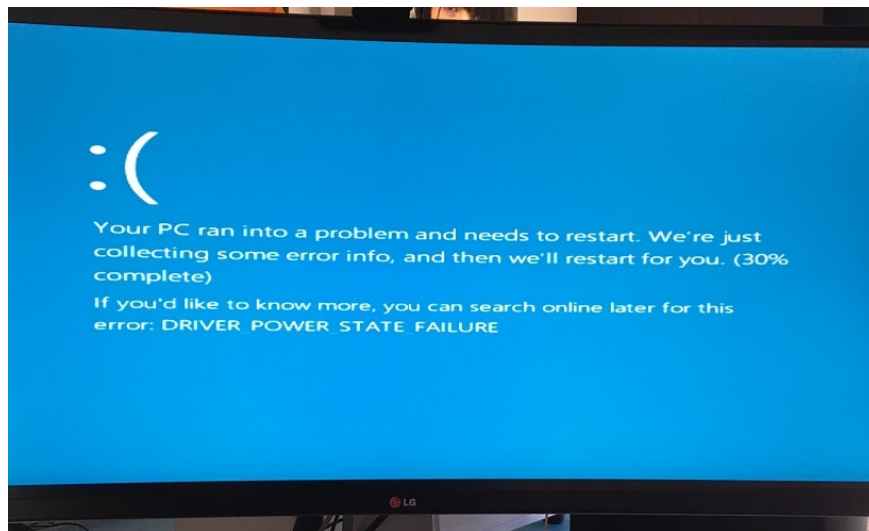 :(
Your PC ran into a problem and needs to restart. We're just
collecting some error info, and then we'll restart for you. (30%
complete)
If you'd like to know more, you can search online later for this
error: DRIVER_POWER_STATE_FAILURE
LG